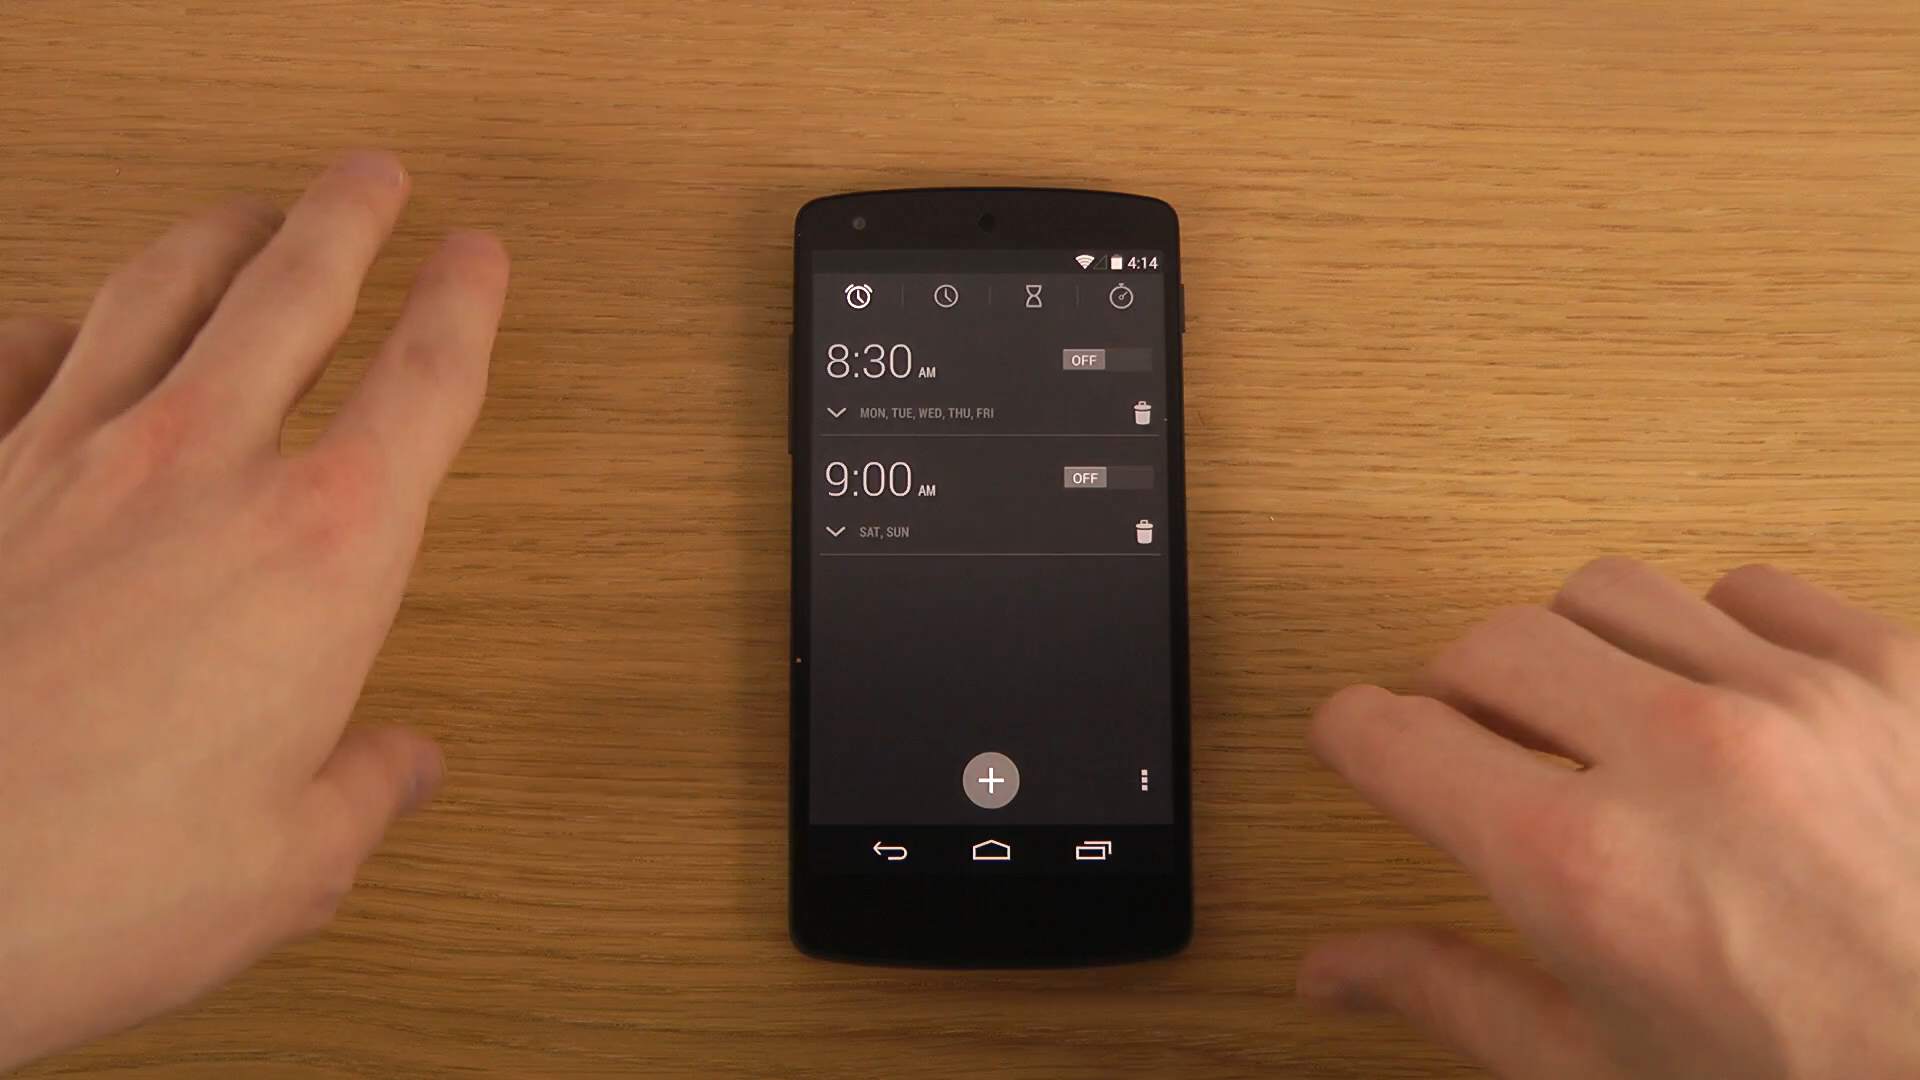 4:14
8:30 AM OFF
MON, TUE, WED, THU, FRI
9:00 AM OFF
SAT, SUN